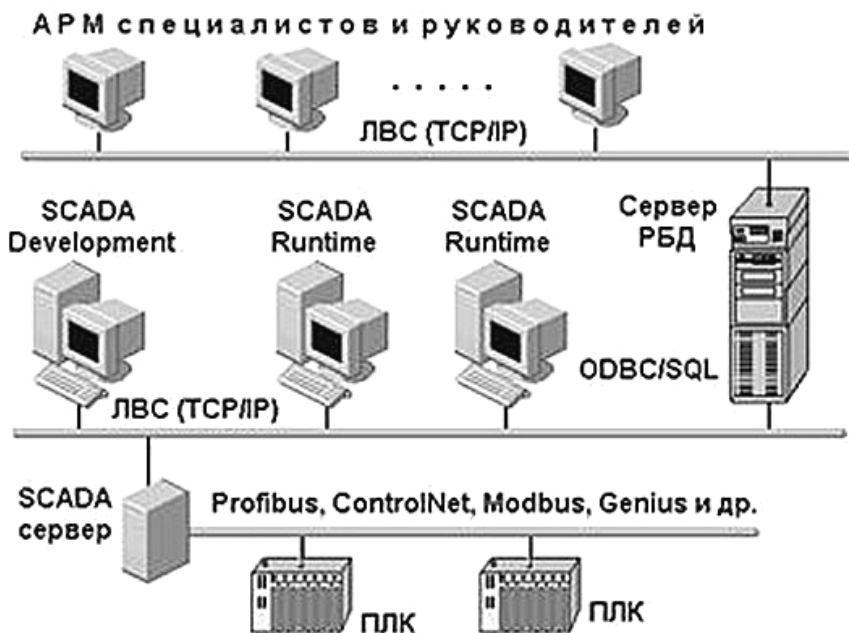 АРМ специалистов и руководителей
. . . . .
ЛВС (TCP/IP)
SCADA
Development
SCADA
Runtime
SCADA
Runtime
Сервер
РБД
ODBC/SQL
ЛВС (TCP/IP)
SCADA
сервер
Profibus, ControlNet, Modbus, Genius и др.
ПЛК
ПЛК